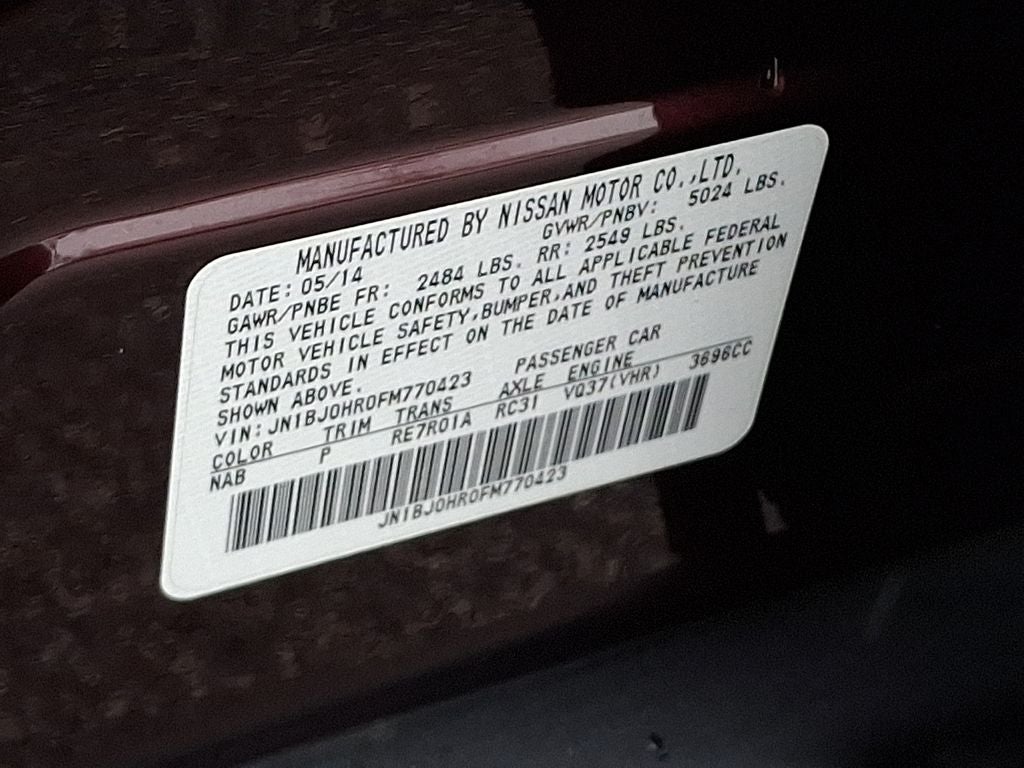 MANUFACTURED BY NISSAN MOTOR CO.,LTD.
DATE: 05/14 GVWR/PNBV: 5024 LBS.
GAWR/PNBE FR: 2484 LBS. RR: 2549 LBS.
THIS VEHICLE CONFORMS TO ALL APPLICABLE FEDERAL
MOTOR VEHICLE SAFETY,BUMPER,AND THEFT PREVENTION
STANDARDS IN EFFECT ON THE DATE OF MANUFACTURE
SHOWN ABOVE.
VIN: JN1BJ0HR0FM770423 PASSENGER CAR
COLOR TRIM TRANS AXLE ENGINE
NAB P RE7R01A RC31 VQ37(VHR) 3696CC
JN1BJ0HR0FM770423